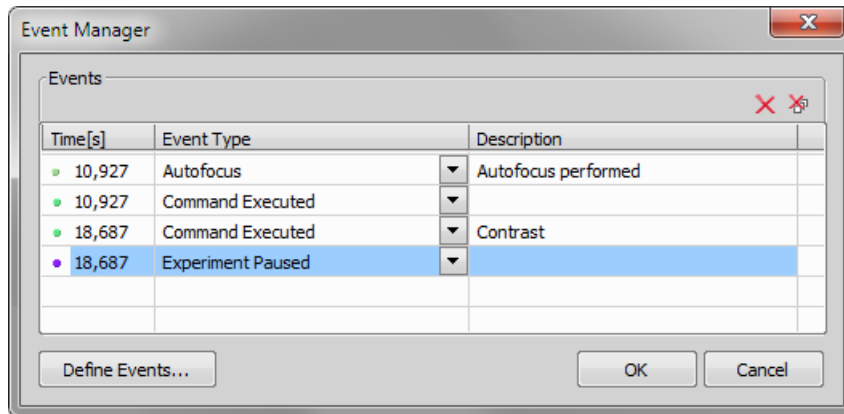 Event Manager
Events
Time[s] Event Type Description
10,927 Autofocus Autofocus performed
10,927 Command Executed
18,687 Command Executed Contrast
18,687 Experiment Paused
Define Events... OK Cancel